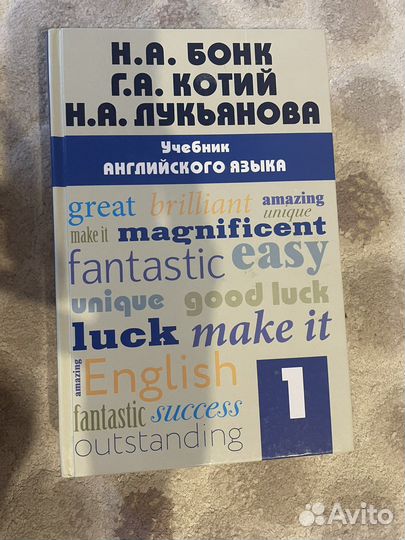 Н.А. БОНК
Г.А. КОТИЙ
Н.А. ЛУКЬЯНОВА
Учебник
АНГЛИЙСКОГО ЯЗЫКА
great brilliant amazing
unique
make it magnificent
fantastic easy
unique good luck
luck make it
amazing English
fantastic success
outstanding
1
Avito